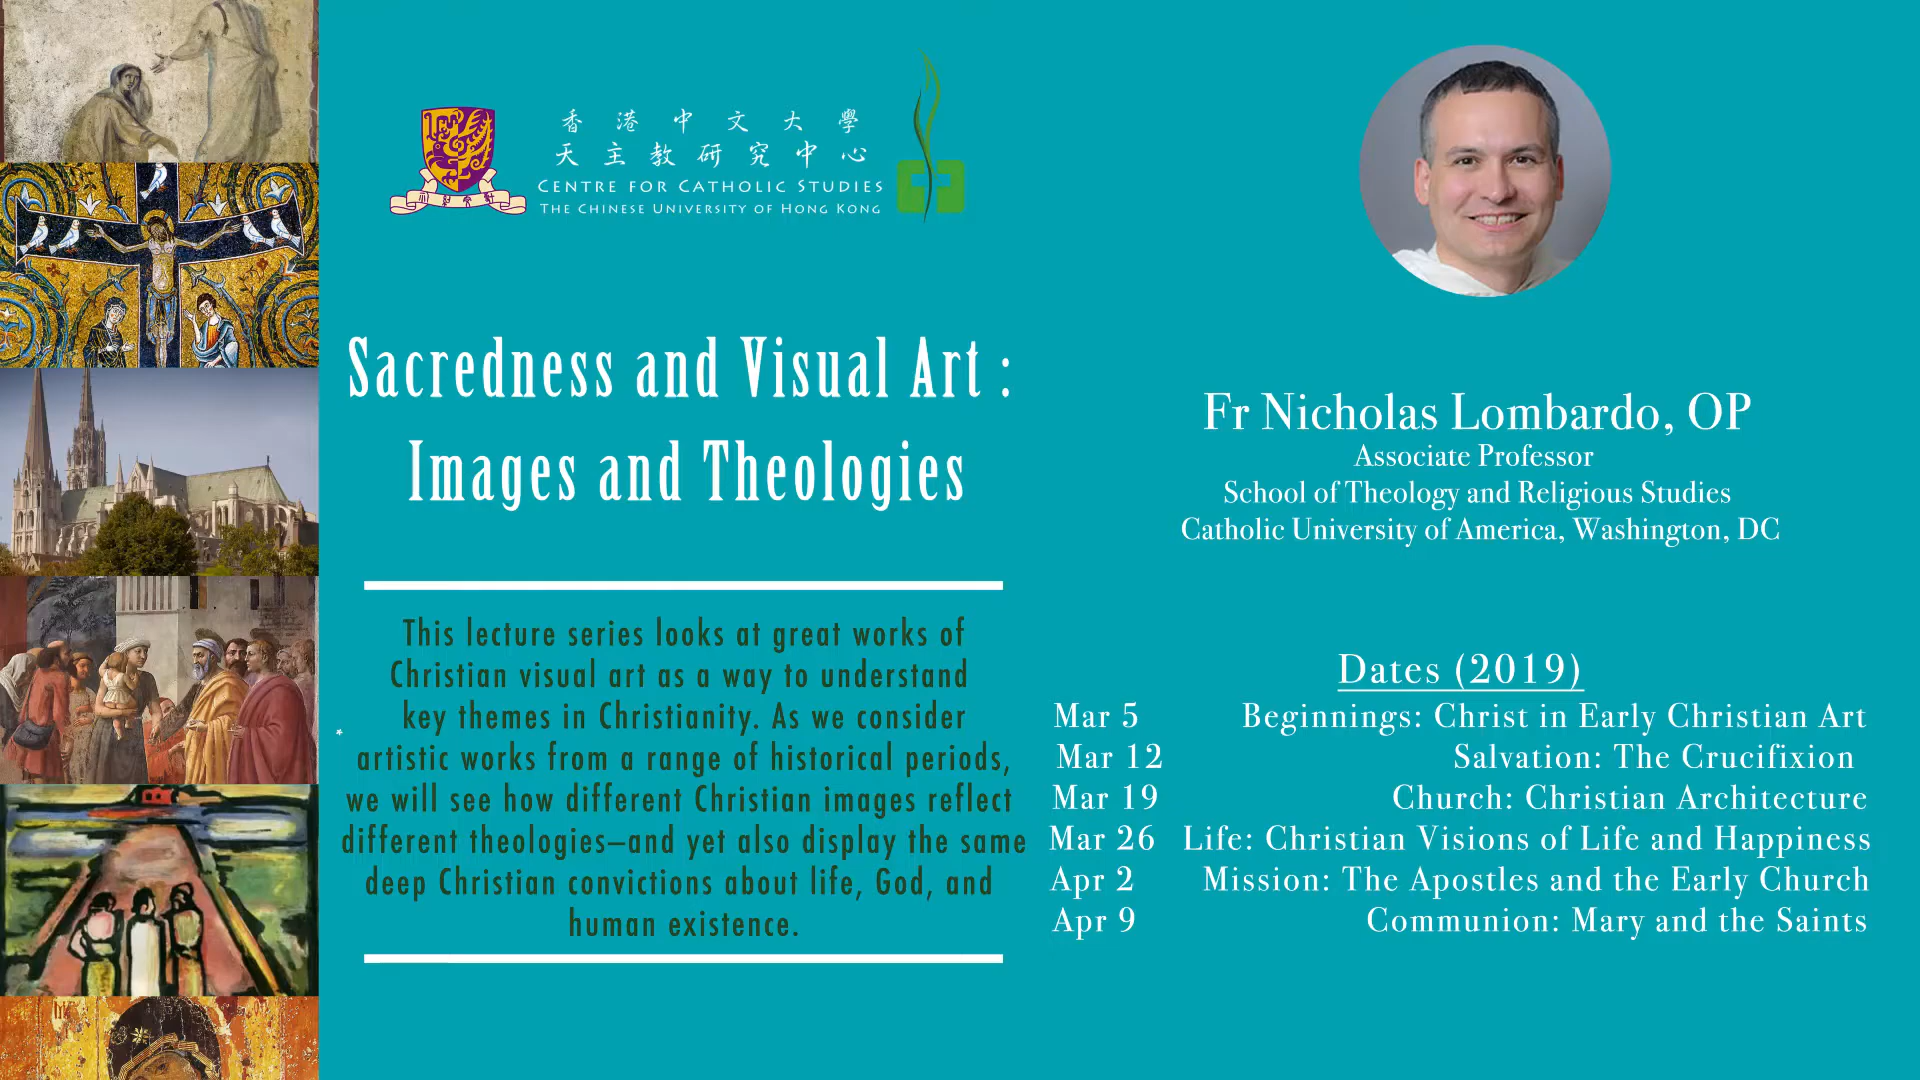 香港中文大學
天主教研究中心
CENTRE FOR CATHOLIC STUDIES
THE CHINESE UNIVERSITY OF HONG KONG
Sacredness and Visual Art :
Images and Theologies
This lecture series looks at great works of
Christian visual art as a way to understand
key themes in Christianity. As we consider
artistic works from a range of historical periods,
we will see how different Christian images reflect
different theologies—and yet also display the same
deep Christian convictions about life, God, and
human existence.
Fr Nicholas Lombardo, OP
Associate Professor
School of Theology and Religious Studies
Catholic University of America, Washington, DC
Dates (2019)
Mar 5 Beginnings: Christ in Early Christian Art
Mar 12 Salvation: The Crucifixion
Mar 19 Church: Christian Architecture
Mar 26 Life: Christian Visions of Life and Happiness
Apr 2 Mission: The Apostles and the Early Church
Apr 9 Communion: Mary and the Saints